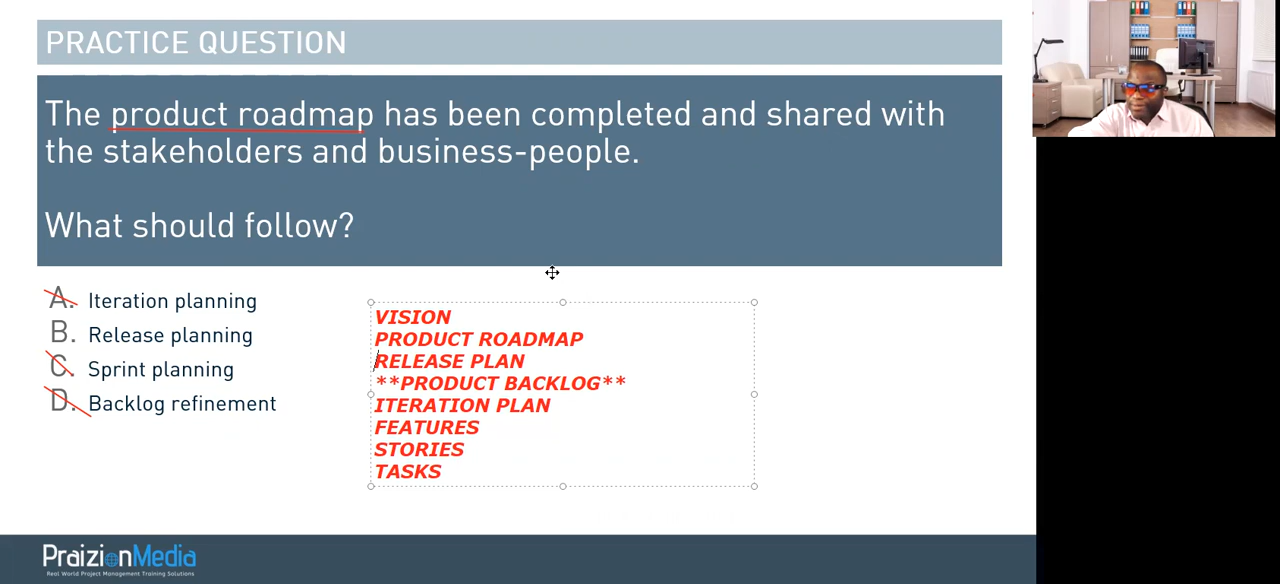 PRACTICE QUESTION
The product roadmap has been completed and shared with
the stakeholders and business-people.
What should follow?
A. Iteration planning
B. Release planning
C. Sprint planning
D. Backlog refinement
VISION
PRODUCT ROADMAP
RELEASE PLAN
**PRODUCT BACKLOG**
ITERATION PLAN
FEATURES
STORIES
TASKS
PraizionMedia
Real World Project Management Training Solutions